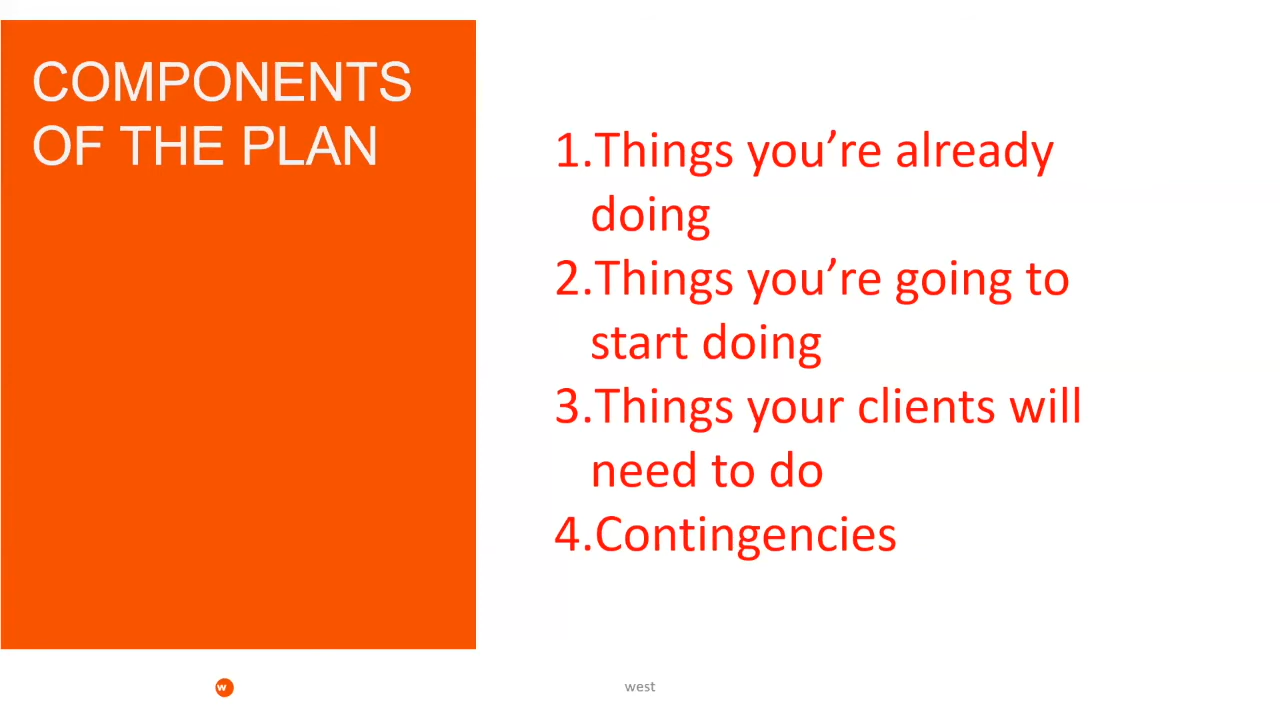 COMPONENTS
OF THE PLAN
1.Things you’re already
doing
2.Things you’re going to
start doing
3.Things your clients will
need to do
4.Contingencies
w
west